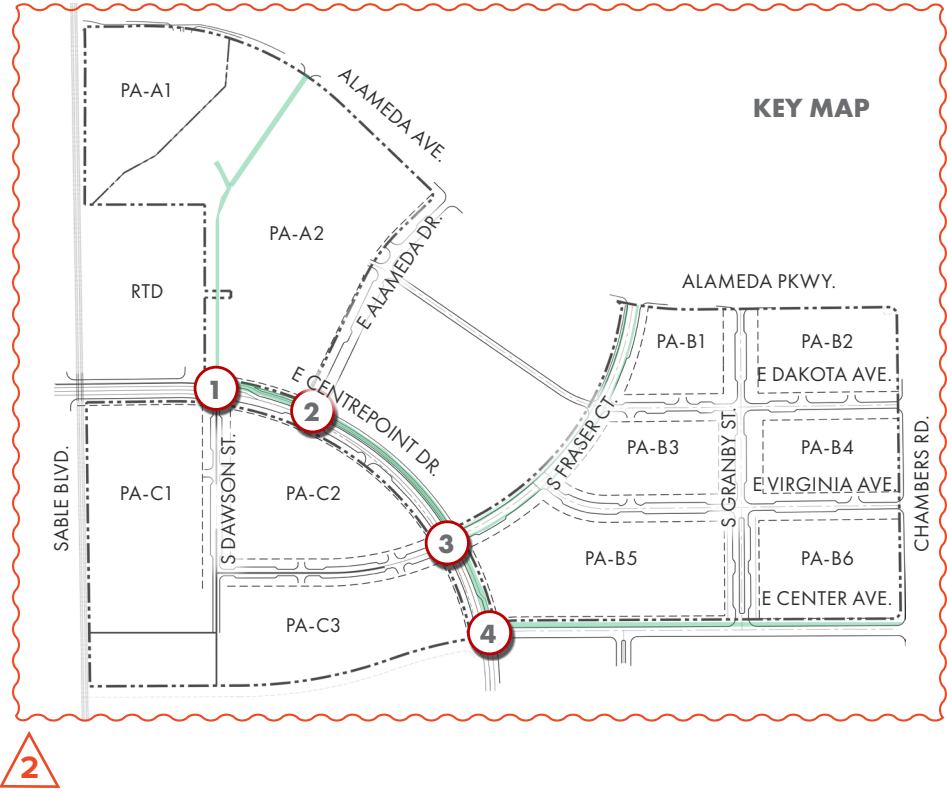 PA-A1
ALAMEDA AVE.
KEY MAP
PA-A2
E ALAMEDA DR.
RTD
ALAMEDA PKWY.
PA-B1
PA-B2
E DAKOTA AVE.
1
E CENTREPOINT DR.
2
S FRASER CT.
S GRANBY ST.
CHAMBERS RD.
PA-B3
PA-B4
E VIRGINIA AVE.
SABLE BLVD.
PA-C1
S DAWSON ST.
PA-C2
3
PA-B5
PA-B6
E CENTER AVE.
PA-C3
4
2